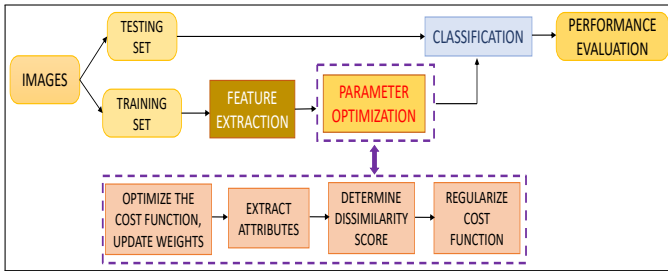 TESTING
SET
CLASSIFICATION
PERFORMANCE
EVALUATION
IMAGES
TRAINING
SET
FEATURE
EXTRACTION
PARAMETER
OPTIMIZATION
OPTIMIZE THE
COST FUNCTION,
UPDATE WEIGHTS
EXTRACT
ATTRIBUTES
DETERMINE
DISSIMILARITY
SCORE
REGULARIZE
COST
FUNCTION